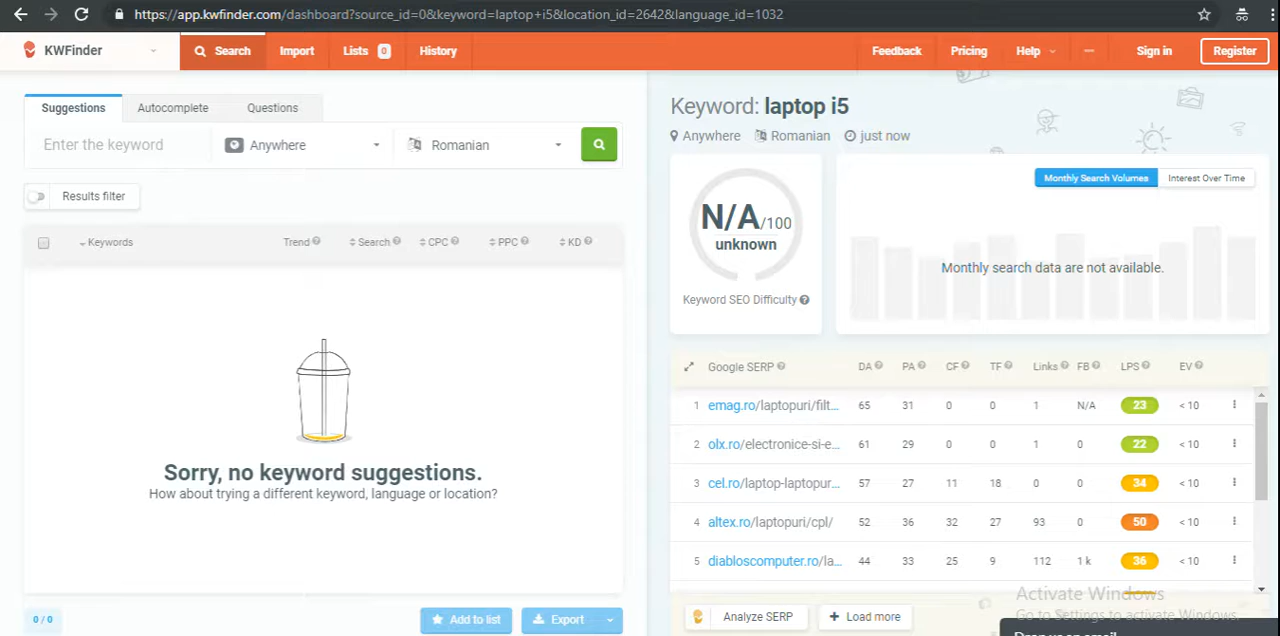 https://app.kwfinder.com/dashboard?source_id=0&keyword=laptop+i5&location_id=2642&language_id=1032
KWFinder Search Import Lists 0 History Feedback Pricing Help Sign in Register
Suggestions Autocomplete Questions
Enter the keyword Anywhere Romanian
Results filter
Keywords Trend Search CPC PPC KD
Sorry, no keyword suggestions.
How about trying a different keyword, language or location?
0 / 0 Add to list Export
Keyword: laptop i5
Anywhere Romanian just now
N/A/100
unknown
Keyword SEO Difficulty
Monthly Search Volumes Interest Over Time
Monthly search data are not available.
Google SERP DA PA CF TF Links FB LPS EV
1 emag.ro/laptopuri/filt... 65 31 0 0 1 N/A 23 < 10
2 olx.ro/electronice-si-e... 61 29 0 0 1 0 22 < 10
3 cel.ro/laptop-laptopur... 57 27 11 18 0 0 34 < 10
4 altex.ro/laptopuri/cpl/ 52 36 32 27 93 0 50 < 10
5 diabloscomputer.ro/la... 44 33 25 9 112 1 k 36 < 10
Analyze SERP Load more
Activate Windows
Go to Settings to activate Windows.